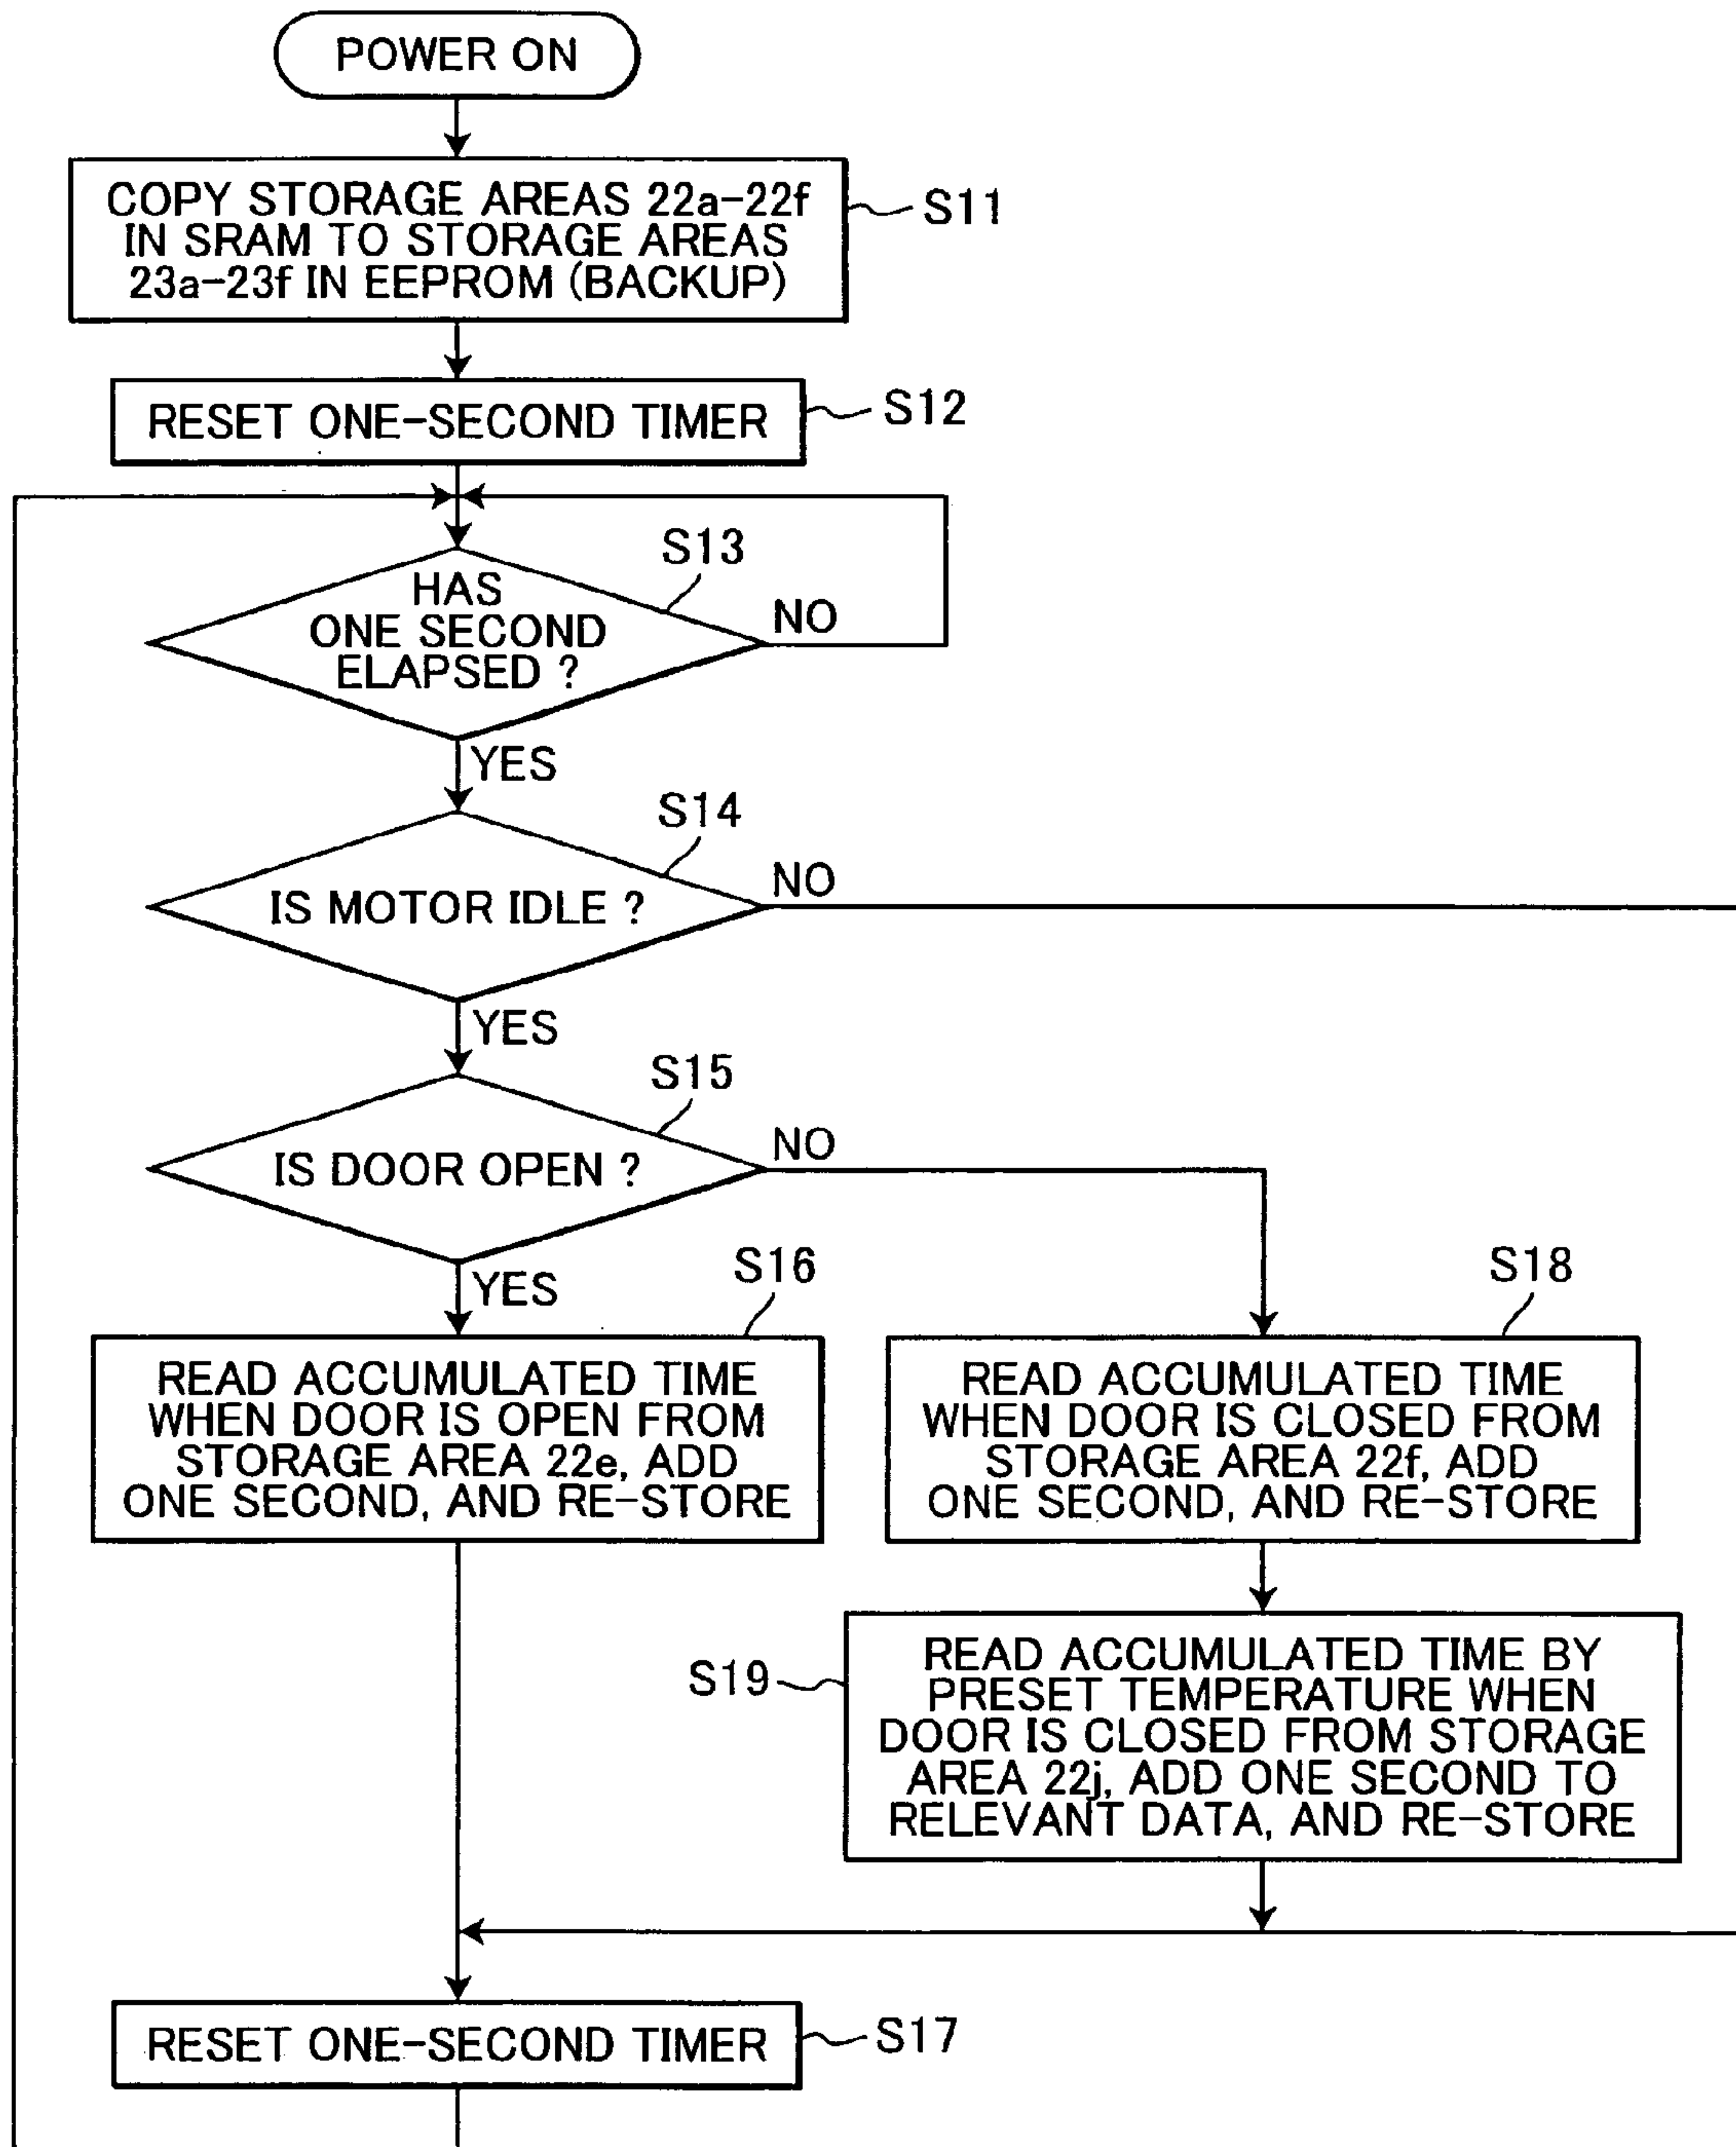 POWER ON
COPY STORAGE AREAS 22a-22f
IN SRAM TO STORAGE AREAS
23a-23f IN EEPROM (BACKUP)
S11
RESET ONE-SECOND TIMER
S12
S13
HAS
ONE SECOND
ELAPSED ?
NO
YES
S14
IS MOTOR IDLE ?
NO
YES
S15
IS DOOR OPEN ?
NO
YES
S16
READ ACCUMULATED TIME
WHEN DOOR IS OPEN FROM
STORAGE AREA 22e, ADD
ONE SECOND, AND RE-STORE
S18
READ ACCUMULATED TIME
WHEN DOOR IS CLOSED FROM
STORAGE AREA 22f, ADD
ONE SECOND, AND RE-STORE
S19
READ ACCUMULATED TIME BY
PRESET TEMPERATURE WHEN
DOOR IS CLOSED FROM STORAGE
AREA 22j, ADD ONE SECOND TO
RELEVANT DATA, AND RE-STORE
RESET ONE-SECOND TIMER
S17